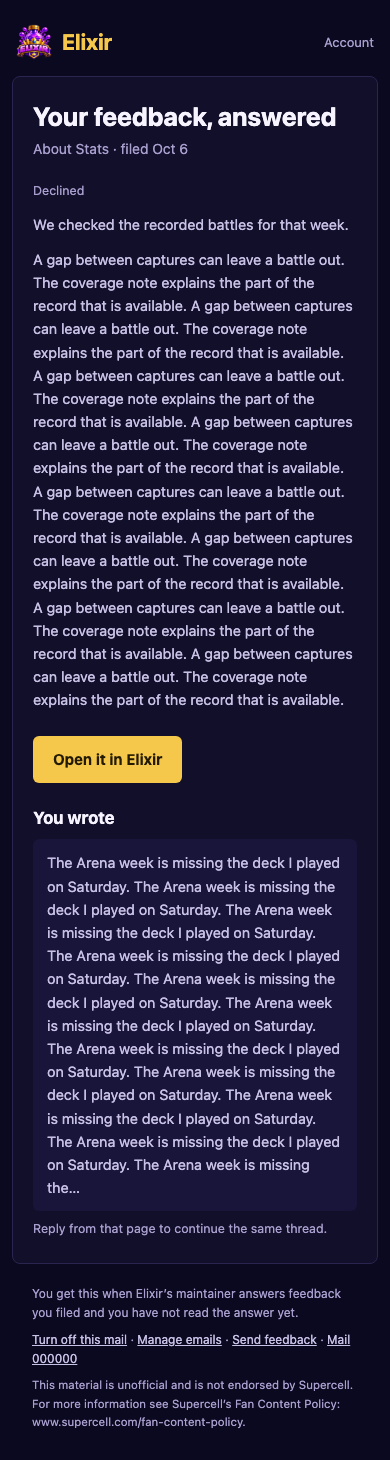 ELIXIR
Elixir
Account
Your feedback, answered
About Stats · filed Oct 6
Declined
We checked the recorded battles for that week.
A gap between captures can leave a battle out.
The coverage note explains the part of the
record that is available. A gap between captures
can leave a battle out. The coverage note
explains the part of the record that is available.
A gap between captures can leave a battle out.
The coverage note explains the part of the
record that is available. A gap between captures
can leave a battle out. The coverage note
explains the part of the record that is available.
A gap between captures can leave a battle out.
The coverage note explains the part of the
record that is available. A gap between captures
can leave a battle out. The coverage note
explains the part of the record that is available.
A gap between captures can leave a battle out.
The coverage note explains the part of the
record that is available. A gap between captures
can leave a battle out. The coverage note
explains the part of the record that is available.
Open it in Elixir
You wrote
The Arena week is missing the deck I played
on Saturday. The Arena week is missing the
deck I played on Saturday. The Arena week
is missing the deck I played on Saturday.
The Arena week is missing the deck I played
on Saturday. The Arena week is missing the
deck I played on Saturday. The Arena week
is missing the deck I played on Saturday.
The Arena week is missing the deck I played
on Saturday. The Arena week is missing the
deck I played on Saturday. The Arena week
is missing the deck I played on Saturday.
The Arena week is missing the deck I played
on Saturday. The Arena week is missing
the...
Reply from that page to continue the same thread.
You get this when Elixir’s maintainer answers feedback
you filed and you have not read the answer yet.
Turn off this mail · Manage emails · Send feedback · Mail
000000
This material is unofficial and is not endorsed by Supercell.
For more information see Supercell’s Fan Content Policy:
www.supercell.com/fan-content-policy.